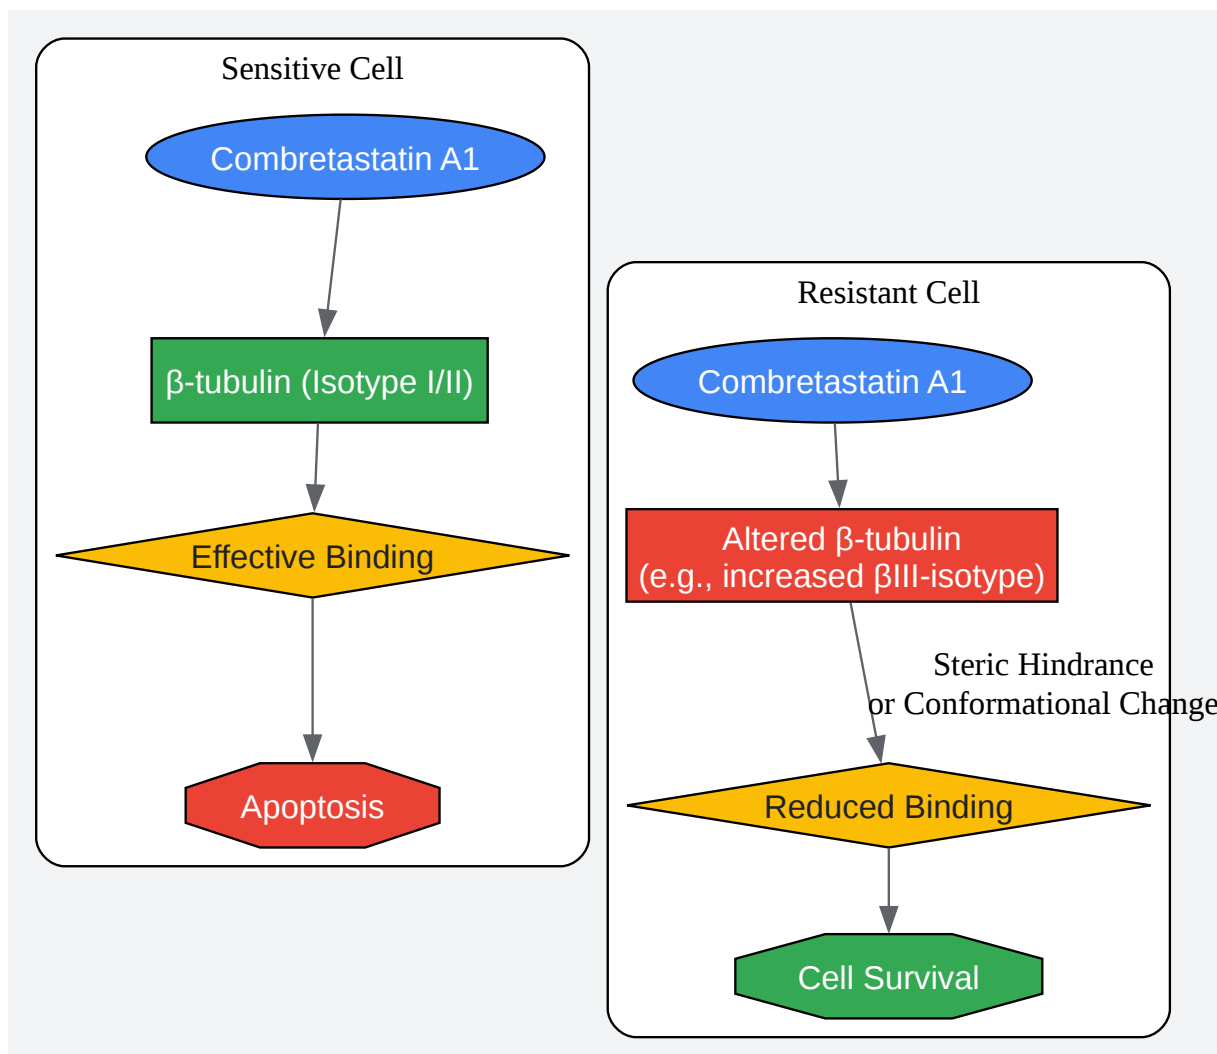 Sensitive Cell
Combretastatin A1
β-tubulin (Isotype I/II)
Effective Binding
Apoptosis
Resistant Cell
Combretastatin A1
Altered β-tubulin
(e.g., increased βIII-isotype)
Steric Hindrance
or Conformational Change
Reduced Binding
Cell Survival